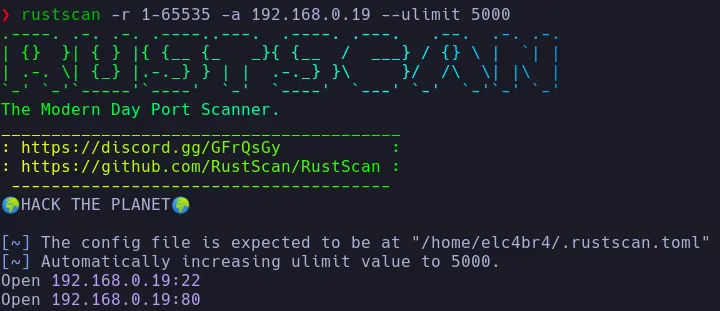 ❯ rustscan -r 1-65535 -a 192.168.0.19 --ulimit 5000
.----. .-. .-. .----..---.  .----. .---.   .--.  .-. .-.
| {}  }| { } |{ {__ {_   _}{ {__  /  ___} / {} \ |  `| |
| .-. \| {_} |.-._} } | |  .-._} }\     }/  /\  \| |\  |
`-' `-'`-----'`----'  `-'  `----'  `---' `-'  `-'`-' `-'
The Modern Day Port Scanner.
________________________________________
: https://discord.gg/GFrQsGy           :
: https://github.com/RustScan/RustScan :
 --------------------------------------
🌍HACK THE PLANET🌍
[~] The config file is expected to be at "/home/elc4br4/.rustscan.toml"
[~] Automatically increasing ulimit value to 5000.
Open 192.168.0.19:22
Open 192.168.0.19:80